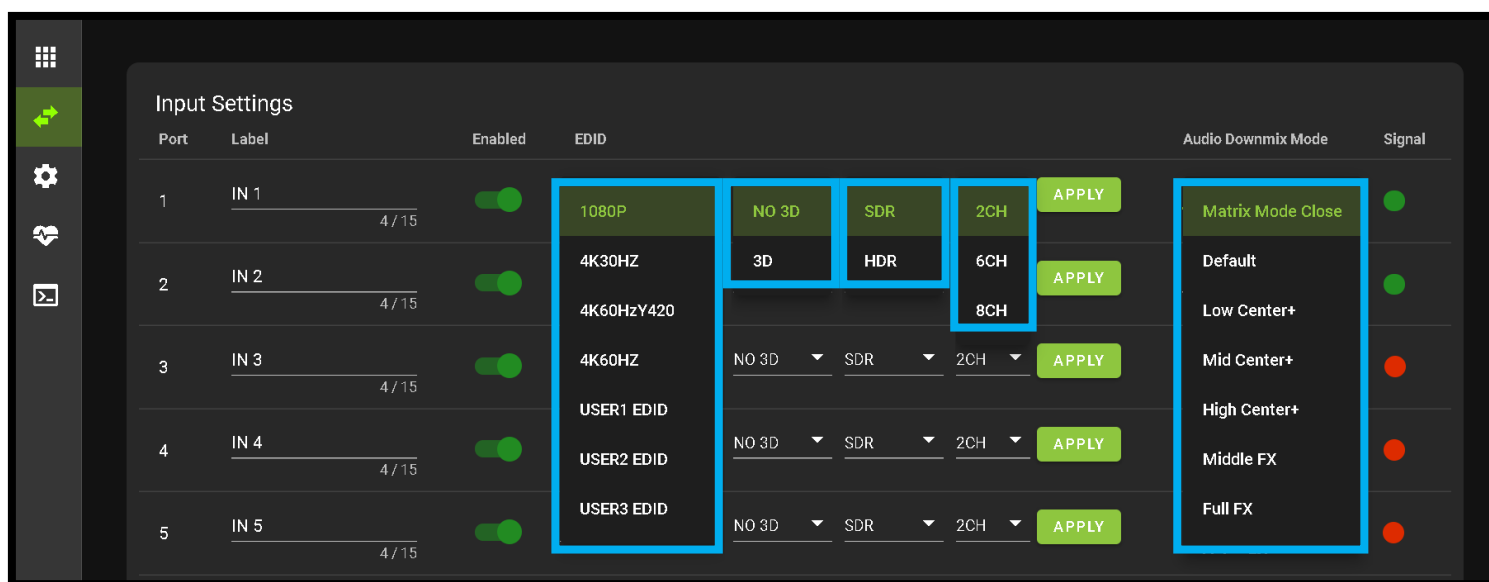 Input Settings
Port Label Enabled EDID Audio Downmix Mode Signal
1 IN 1 1080P NO 3D SDR 2CH APPLY Matrix Mode Close
4 / 15
4K30HZ 3D HDR 6CH Default
2 IN 2 APPLY
4 / 15 4K60HzY420 8CH Low Center+
3 IN 3 4K60HZ NO 3D SDR 2CH APPLY Mid Center+
4 / 15
USER1 EDID High Center+
4 IN 4 NO 3D SDR 2CH APPLY
4 / 15 USER2 EDID Middle FX
USER3 EDID Full FX
5 IN 5 NO 3D SDR 2CH APPLY
4 / 15